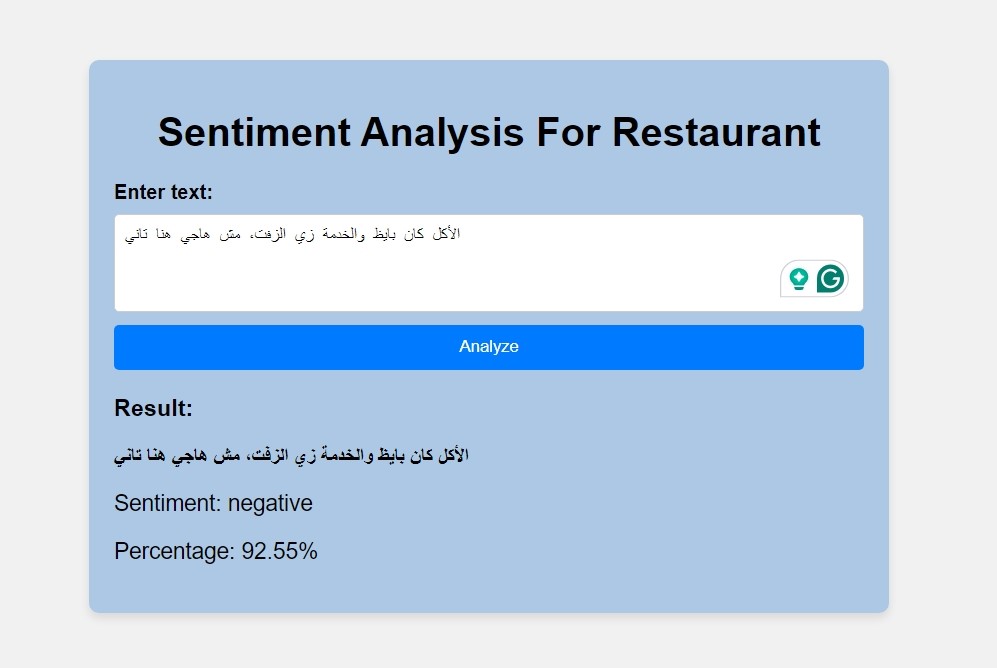 Sentiment Analysis For Restaurant
Enter text:
الأكل كان بايظ والخدمة زي الزفت، مش هاجي هنا تاني
Analyze
Result:
الأكل كان بايظ والخدمة زي الزفت، مش هاجي هنا تاني
Sentiment: negative
Percentage: 92.55%